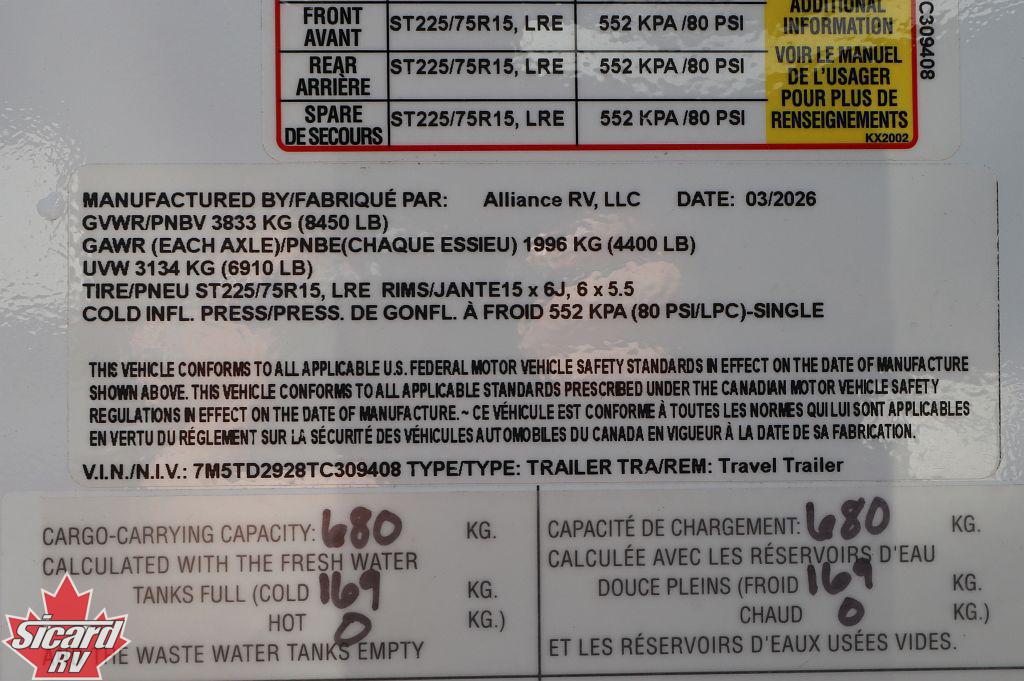 ADDITIONAL
FRONT
AVANT
ST225/75R15, LRE 552 KPA /80 PSI
INFORMATION
REAR
ARRIÈRE
ST225/75R15, LRE 552 KPA /80 PSI
VOIR LE MANUEL
DE L'USAGER
POUR PLUS DE
RENSEIGNEMENTS
SPARE
DE SECOURS
ST225/75R15, LRE 552 KPA /80 PSI
KX2002
C309408
MANUFACTURED BY/FABRIQUÉ PAR: Alliance RV, LLC DATE: 03/2026
GVWR/PNBV 3833 KG (8450 LB)
GAWR (EACH AXLE)/PNBE(CHAQUE ESSIEU) 1996 KG (4400 LB)
UVW 3134 KG (6910 LB)
TIRE/PNEU ST225/75R15, LRE RIMS/JANTE15 x 6J, 6 x 5.5
COLD INFL. PRESS/PRESS. DE GONFL. À FROID 552 KPA (80 PSI/LPC)-SINGLE
THIS VEHICLE CONFORMS TO ALL APPLICABLE U.S. FEDERAL MOTOR VEHICLE SAFETY STANDARDS IN EFFECT ON THE DATE OF MANUFACTURE
SHOWN ABOVE. THIS VEHICLE CONFORMS TO ALL APPLICABLE STANDARDS PRESCRIBED UNDER THE CANADIAN MOTOR VEHICLE SAFETY
REGULATIONS IN EFFECT ON THE DATE OF MANUFACTURE. ~ CE VÉHICULE EST CONFORME À TOUTES LES NORMES QUI LUI SONT APPLICABLES
EN VERTU DU RÉGLEMENT SUR LA SÉCURITÉ DES VÉHICULES AUTOMOBILES DU CANADA EN VIGUEUR À LA DATE DE SA FABRICATION.
V.I.N./N.I.V.: 7M5TD2928TC309408 TYPE/TYPE: TRAILER TRA/REM: Travel Trailer
CARGO-CARRYING CAPACITY: 680 KG.
CALCULATED WITH THE FRESH WATER
TANKS FULL (COLD 169 KG.
HOT 0 KG.)
THE WASTE WATER TANKS EMPTY
CAPACITÉ DE CHARGEMENT: 680 KG.
CALCULÉE AVEC LES RÉSERVOIRS D'EAU
DOUCE PLEINS (FROID 169 KG.
CHAUD 0 KG.)
ET LES RÉSERVOIRS D'EAUX USÉES VIDES.
Sicard
RV